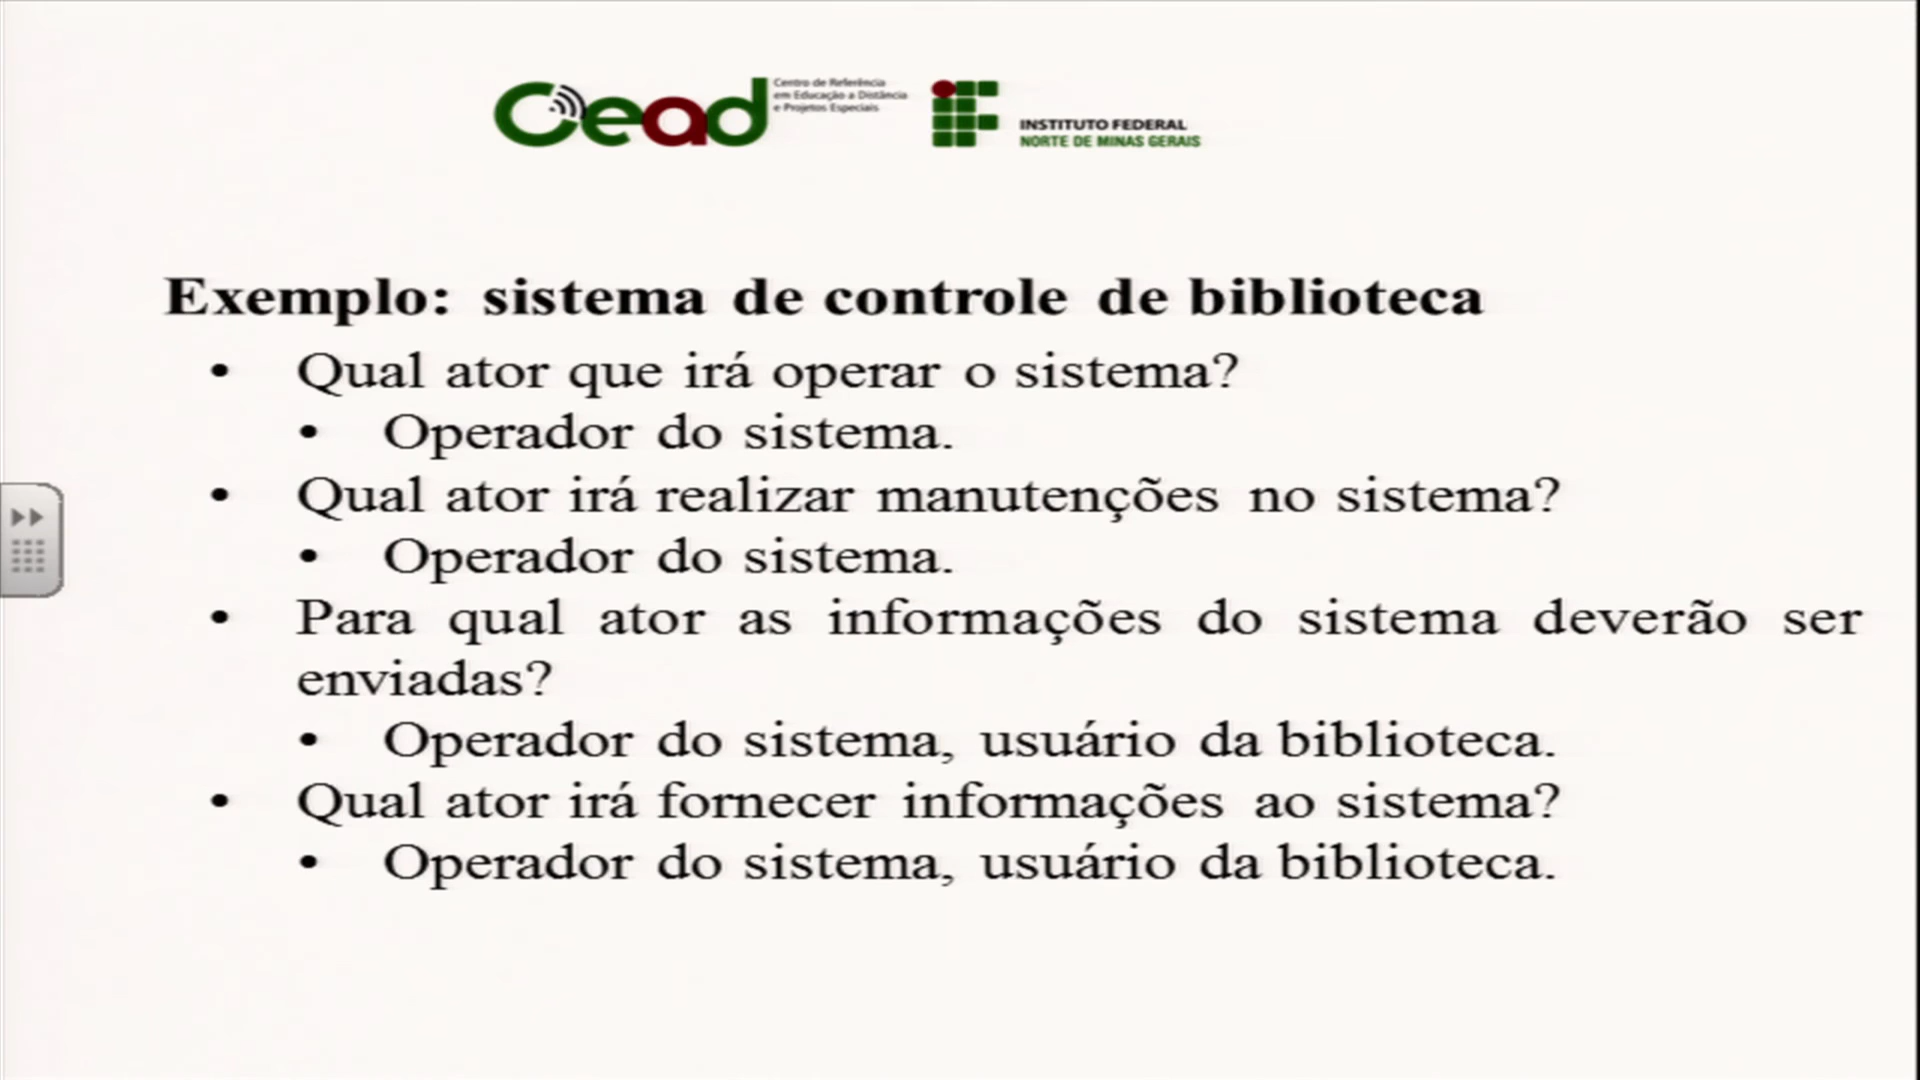 Cead
Centro de Referência
em Educação a Distância
e Projetos Especiais
INSTITUTO FEDERAL
NORTE DE MINAS GERAIS
Exemplo: sistema de controle de biblioteca
• Qual ator que irá operar o sistema?
• Operador do sistema.
• Qual ator irá realizar manutenções no sistema?
• Operador do sistema.
• Para qual ator as informações do sistema deverão ser
enviadas?
• Operador do sistema, usuário da biblioteca.
• Qual ator irá fornecer informações ao sistema?
• Operador do sistema, usuário da biblioteca.